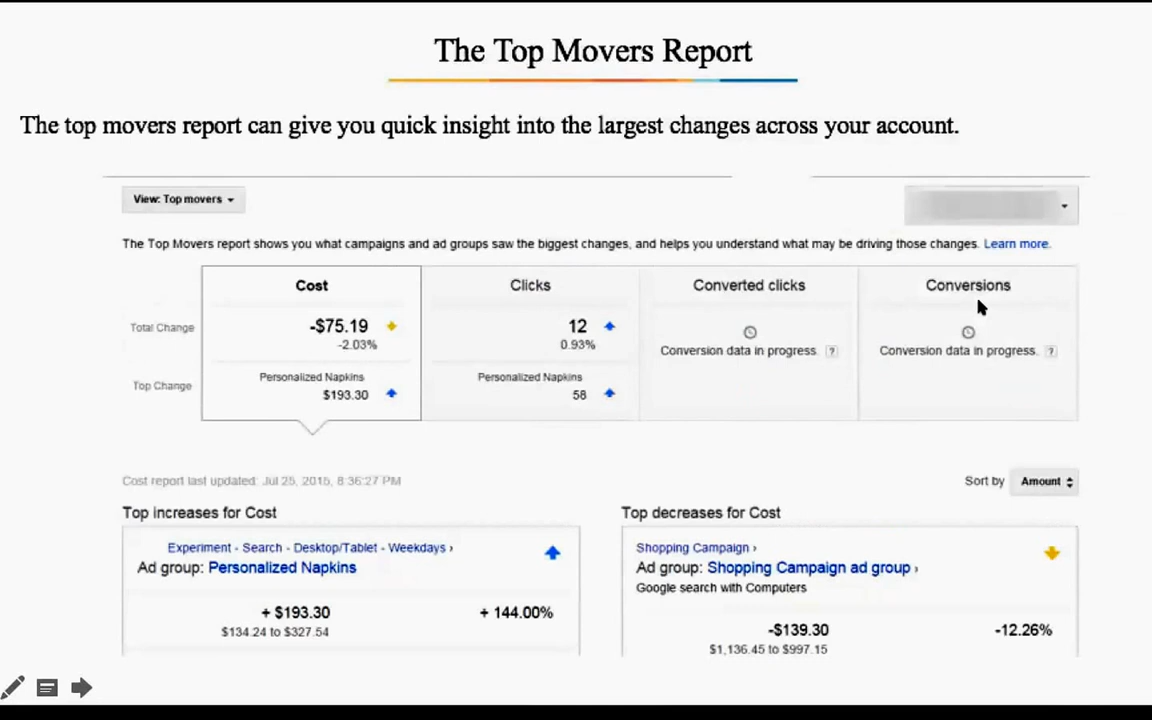 The Top Movers Report
The top movers report can give you quick insight into the largest changes across your account.
View: Top movers
The Top Movers report shows you what campaigns and ad groups saw the biggest changes, and helps you understand what may be driving those changes. Learn more.
Cost Clicks Converted clicks Conversions
Total Change -$75.19 12
-2.03% 0.93% Conversion data in progress. ? Conversion data in progress. ?
Personalized Napkins Personalized Napkins
Top Change $193.30 58
Cost report last updated: Jul 25, 2015, 8:36:27 PM Sort by Amount
Top increases for Cost Top decreases for Cost
Experiment - Search - Desktop/Tablet - Weekdays › Shopping Campaign ›
Ad group: Personalized Napkins Ad group: Shopping Campaign ad group ›
Google search with Computers
+ $193.30 + 144.00%
$134.24 to $327.54
-$139.30 -12.26%
$1,136.45 to $997.15